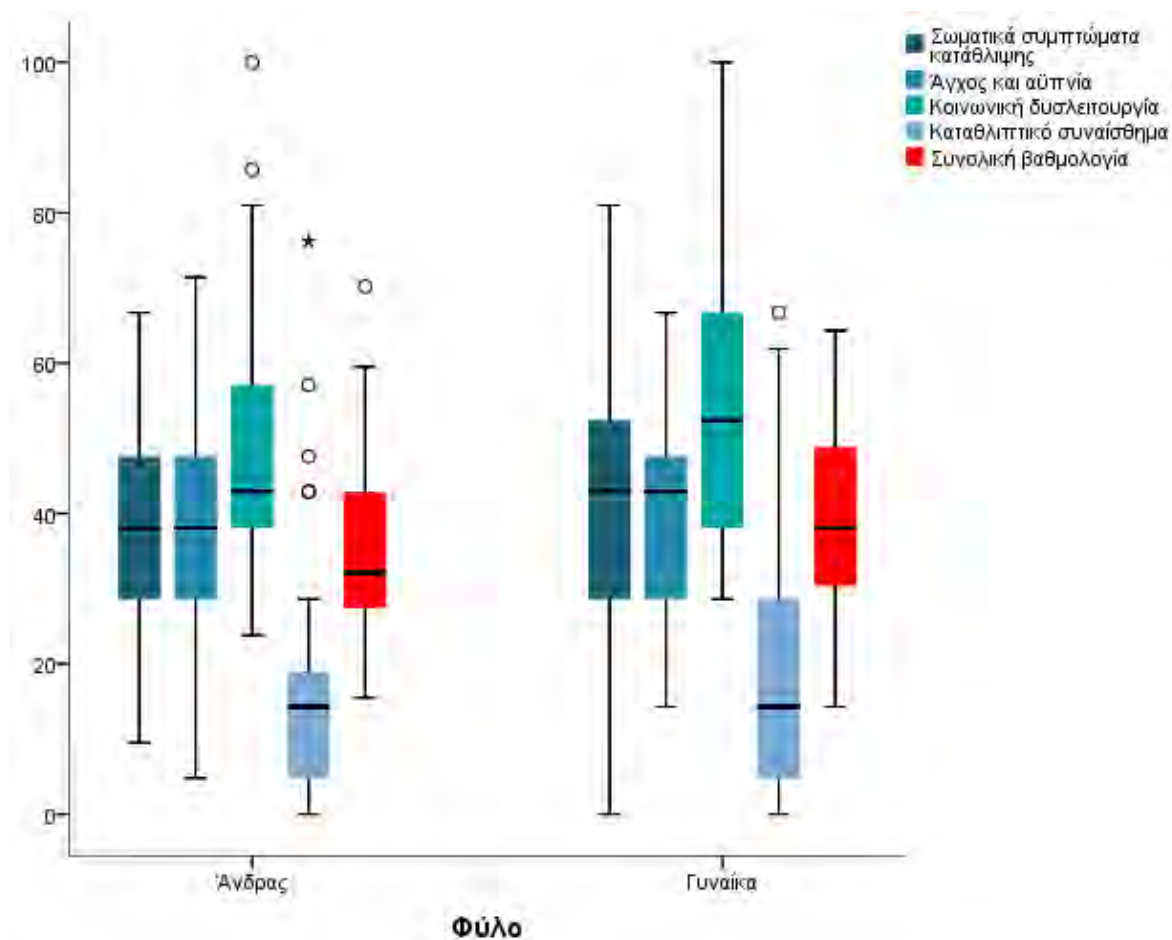 Σωματικά συμπτώματα
κατάθλιψης
Άγχος και αϋπνία
Κοινωνική δυσλειτουργία
Καταθλιπτικό συναίσθημα
Συνολική βαθμολογία
100
80
60
40
20
0
Άνδρας
Γυναίκα
Φύλο